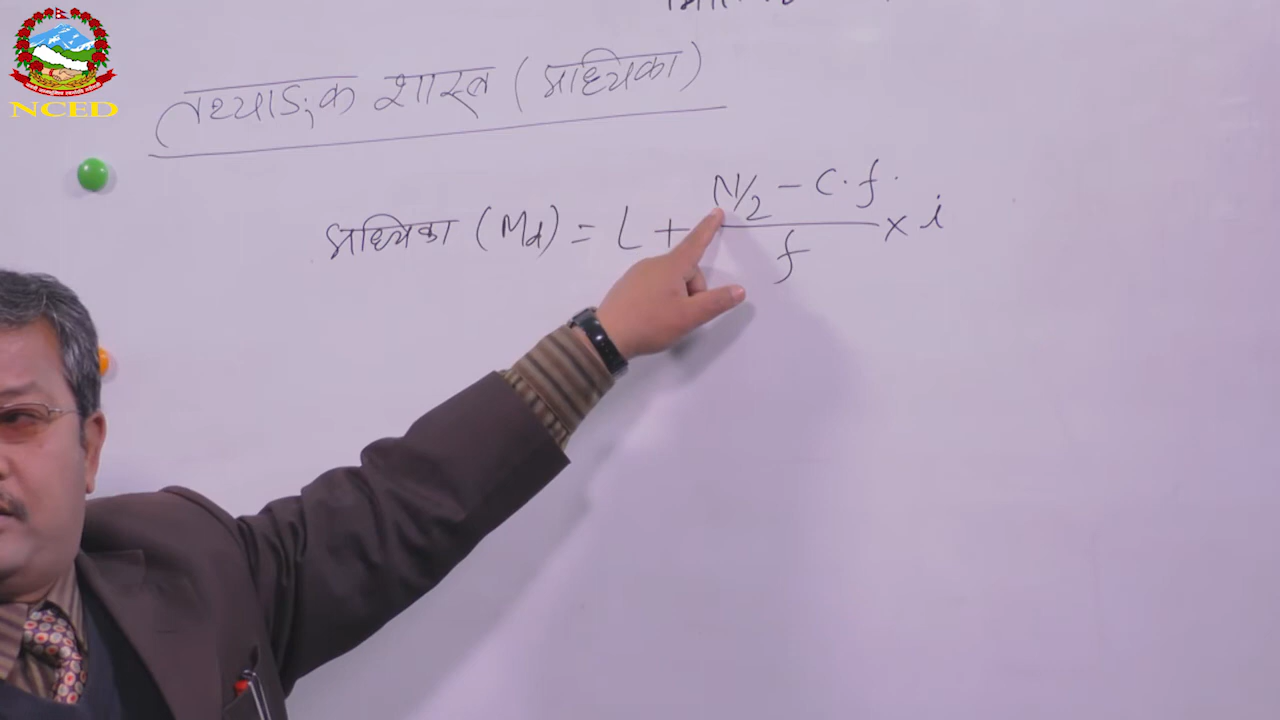 NCED
तथ्याङ्क शास्त्र (माध्यिका)
माध्यिका (Md) = L + (N/2 - c.f.)/f × i